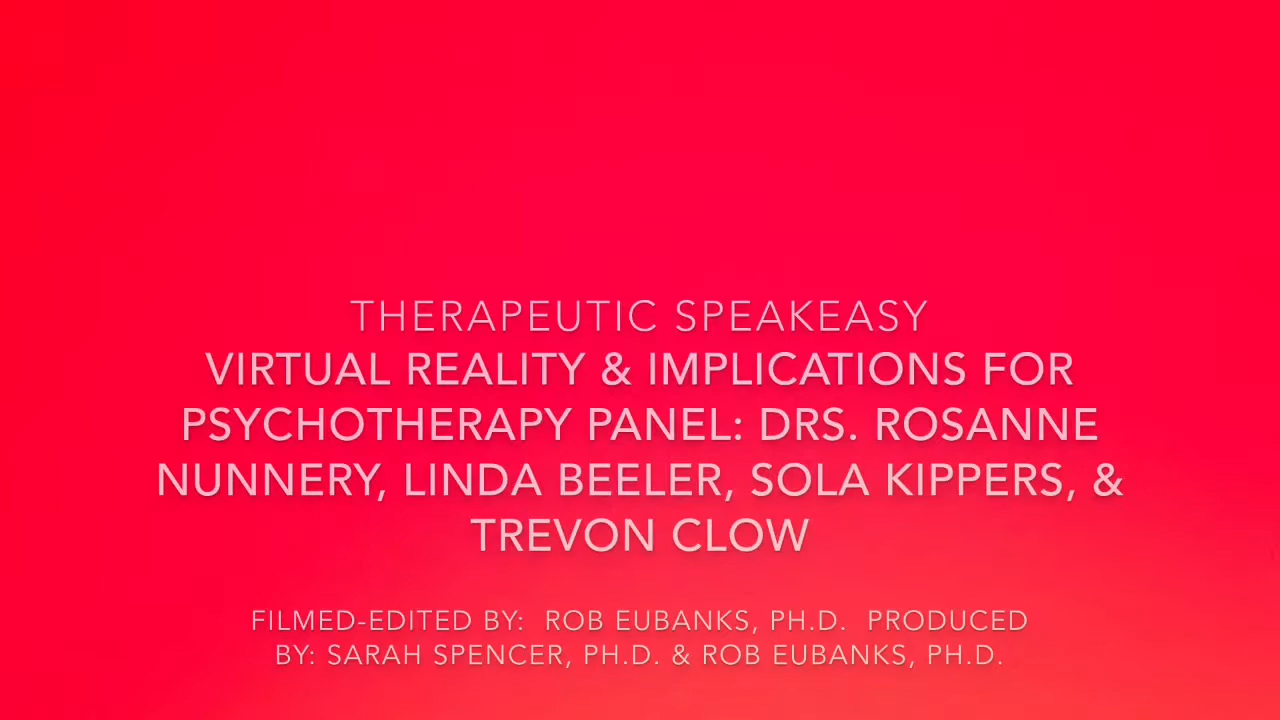 THERAPEUTIC SPEAKEASY
VIRTUAL REALITY & IMPLICATIONS FOR
PSYCHOTHERAPY PANEL: DRS. ROSANNE
NUNNERY, LINDA BEELER, SOLA KIPPERS, &
TREVON CLOW
FILMED-EDITED BY:  ROB EUBANKS, PH.D.  PRODUCED
BY: SARAH SPENCER, PH.D. & ROB EUBANKS, PH.D.